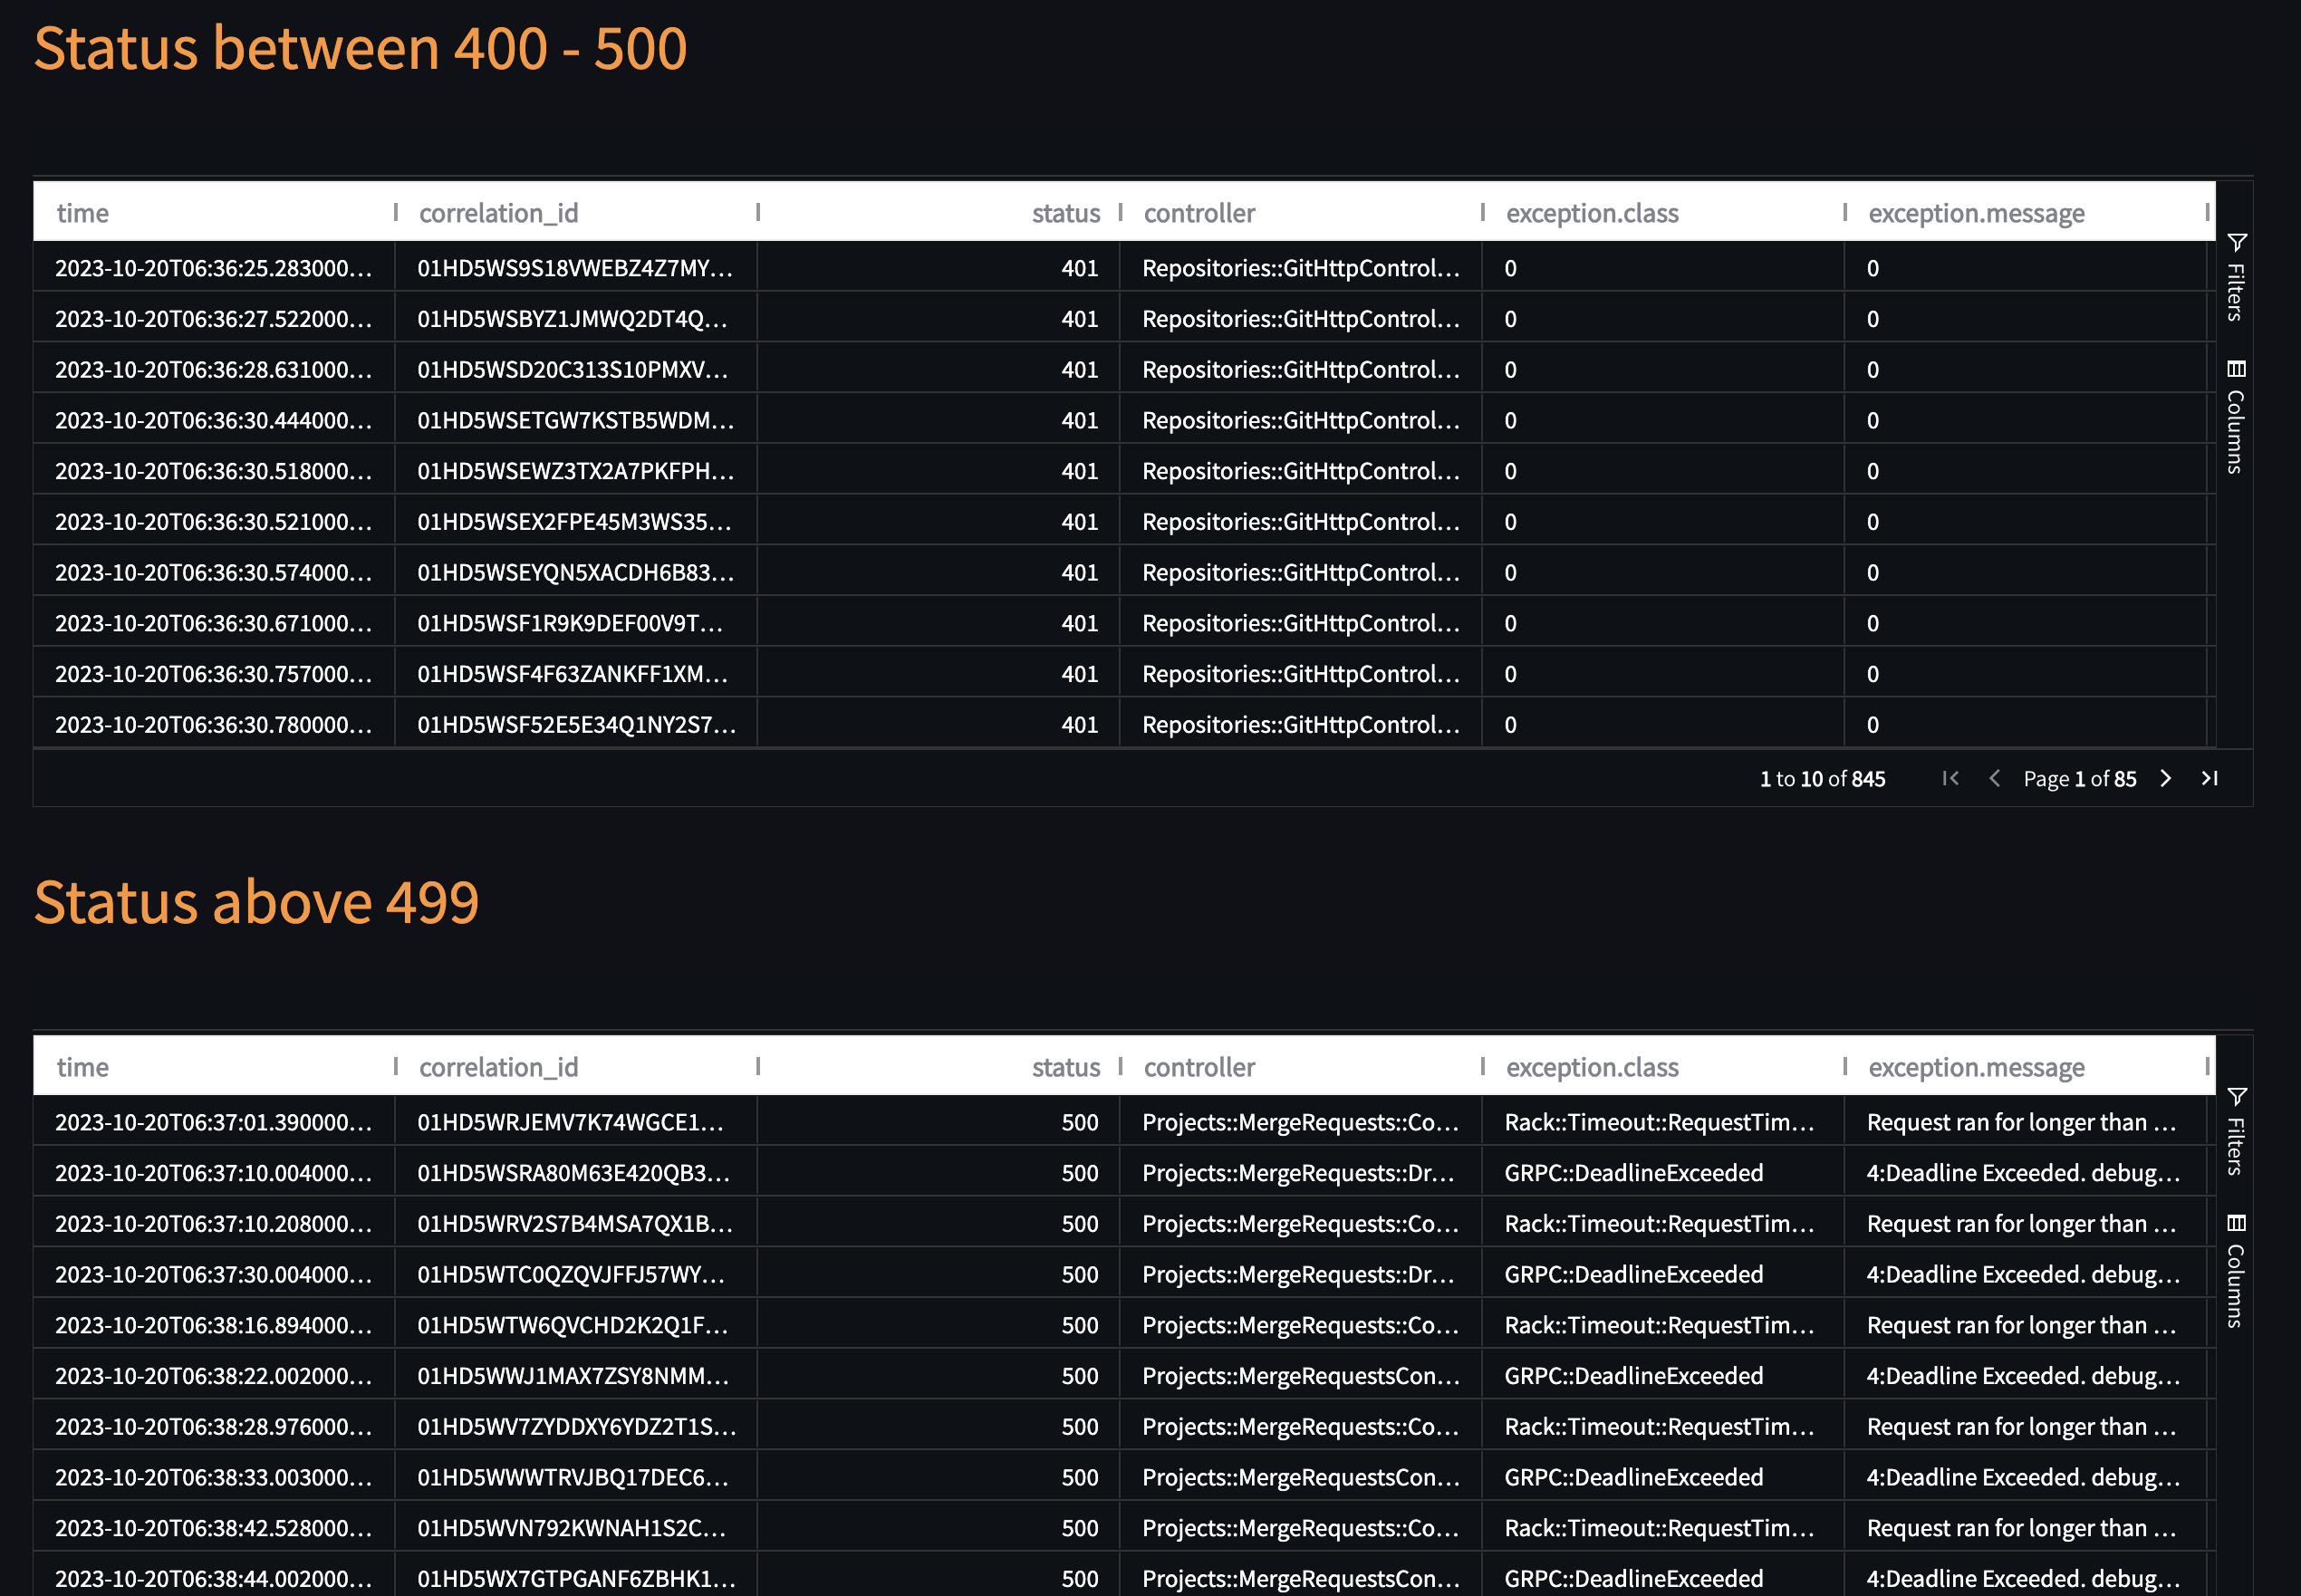 Status between 400 - 500
time correlation_id status controller exception.class exception.message
2023-10-20T06:36:25.283000... 01HD5WS9S18VWEBZ4Z7MY... 401 Repositories::GitHttpControl... 0 0
2023-10-20T06:36:27.522000... 01HD5WSBYZ1JMWQ2DT4Q... 401 Repositories::GitHttpControl... 0 0
2023-10-20T06:36:28.631000... 01HD5WSD20C313S10PMXV... 401 Repositories::GitHttpControl... 0 0
2023-10-20T06:36:30.444000... 01HD5WSETGW7KSTB5WDM... 401 Repositories::GitHttpControl... 0 0
2023-10-20T06:36:30.518000... 01HD5WSEWZ3TX2A7PKFPH... 401 Repositories::GitHttpControl... 0 0
2023-10-20T06:36:30.521000... 01HD5WSEX2FPE45M3WS35... 401 Repositories::GitHttpControl... 0 0
2023-10-20T06:36:30.574000... 01HD5WSEYQN5XACDH6B83... 401 Repositories::GitHttpControl... 0 0
2023-10-20T06:36:30.671000... 01HD5WSF1R9K9DEF00V9T... 401 Repositories::GitHttpControl... 0 0
2023-10-20T06:36:30.757000... 01HD5WSF4F63ZANKFF1XM... 401 Repositories::GitHttpControl... 0 0
2023-10-20T06:36:30.780000... 01HD5WSF52E5E34Q1NY2S7... 401 Repositories::GitHttpControl... 0 0
Filters
Columns
1 to 10 of 845 Page 1 of 85
Status above 499
time correlation_id status controller exception.class exception.message
2023-10-20T06:37:01.390000... 01HD5WRJEMV7K74WGCE1... 500 Projects::MergeRequests::Co... Rack::Timeout::RequestTim... Request ran for longer than ...
2023-10-20T06:37:10.004000... 01HD5WSRA80M63E420QB3... 500 Projects::MergeRequests::Dr... GRPC::DeadlineExceeded 4:Deadline Exceeded. debug...
2023-10-20T06:37:10.208000... 01HD5WRV2S7B4MSA7QX1B... 500 Projects::MergeRequests::Co... Rack::Timeout::RequestTim... Request ran for longer than ...
2023-10-20T06:37:30.004000... 01HD5WTC0QZQVJFFJ57WY... 500 Projects::MergeRequests::Dr... GRPC::DeadlineExceeded 4:Deadline Exceeded. debug...
2023-10-20T06:38:16.894000... 01HD5WTW6QVCHD2K2Q1F... 500 Projects::MergeRequests::Co... Rack::Timeout::RequestTim... Request ran for longer than ...
2023-10-20T06:38:22.002000... 01HD5WWJ1MAX7ZSY8NMM... 500 Projects::MergeRequestsCon... GRPC::DeadlineExceeded 4:Deadline Exceeded. debug...
2023-10-20T06:38:28.976000... 01HD5WV7ZYDDXY6YDZ2T1S... 500 Projects::MergeRequests::Co... Rack::Timeout::RequestTim... Request ran for longer than ...
2023-10-20T06:38:33.003000... 01HD5WWWTRVJBQ17DEC6... 500 Projects::MergeRequestsCon... GRPC::DeadlineExceeded 4:Deadline Exceeded. debug...
2023-10-20T06:38:42.528000... 01HD5WVN792KWNAH1S2C... 500 Projects::MergeRequests::Co... Rack::Timeout::RequestTim... Request ran for longer than ...
2023-10-20T06:38:44.002000... 01HD5WX7GTPGANF6ZBHK1... 500 Projects::MergeRequestsCon... GRPC::DeadlineExceeded 4:Deadline Exceeded. debug...
Filters
Columns